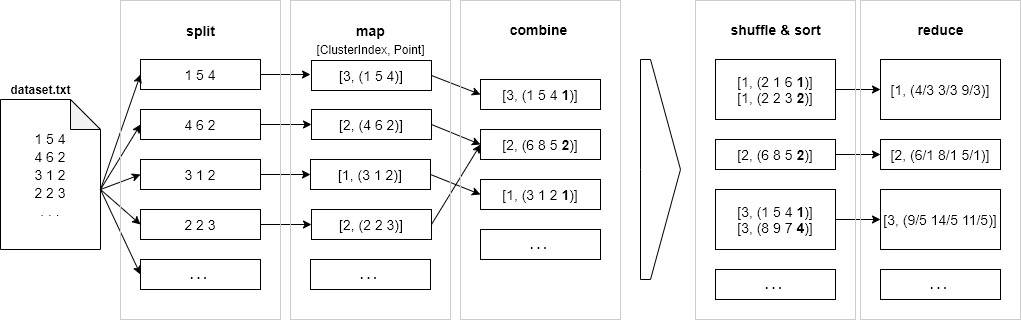 dataset.txt
1 5 4
4 6 2
3 1 2
2 2 3
. . .
split
1 5 4
4 6 2
3 1 2
2 2 3
. . .
map
[ClusterIndex, Point]
[3, (1 5 4)]
[2, (4 6 2)]
[1, (3 1 2)]
[2, (2 2 3)]
. . .
combine
[3, (1 5 4 1)]
[2, (6 8 5 2)]
[1, (3 1 2 1)]
. . .
shuffle & sort
[1, (2 1 6 1)]
[1, (2 2 3 2)]
[2, (6 8 5 2)]
[3, (1 5 4 1)]
[3, (8 9 7 4)]
. . .
reduce
[1, (4/3 3/3 9/3)]
[2, (6/1 8/1 5/1)]
[3, (9/5 14/5 11/5)]
. . .